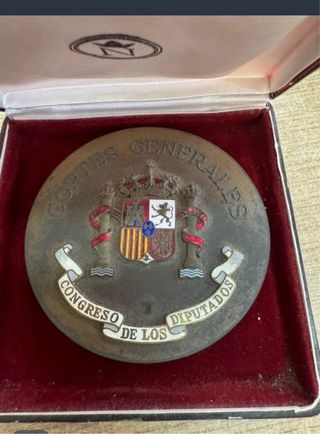 CORTES GENERALES
CONGRESO
DE LOS
DIPUTADOS